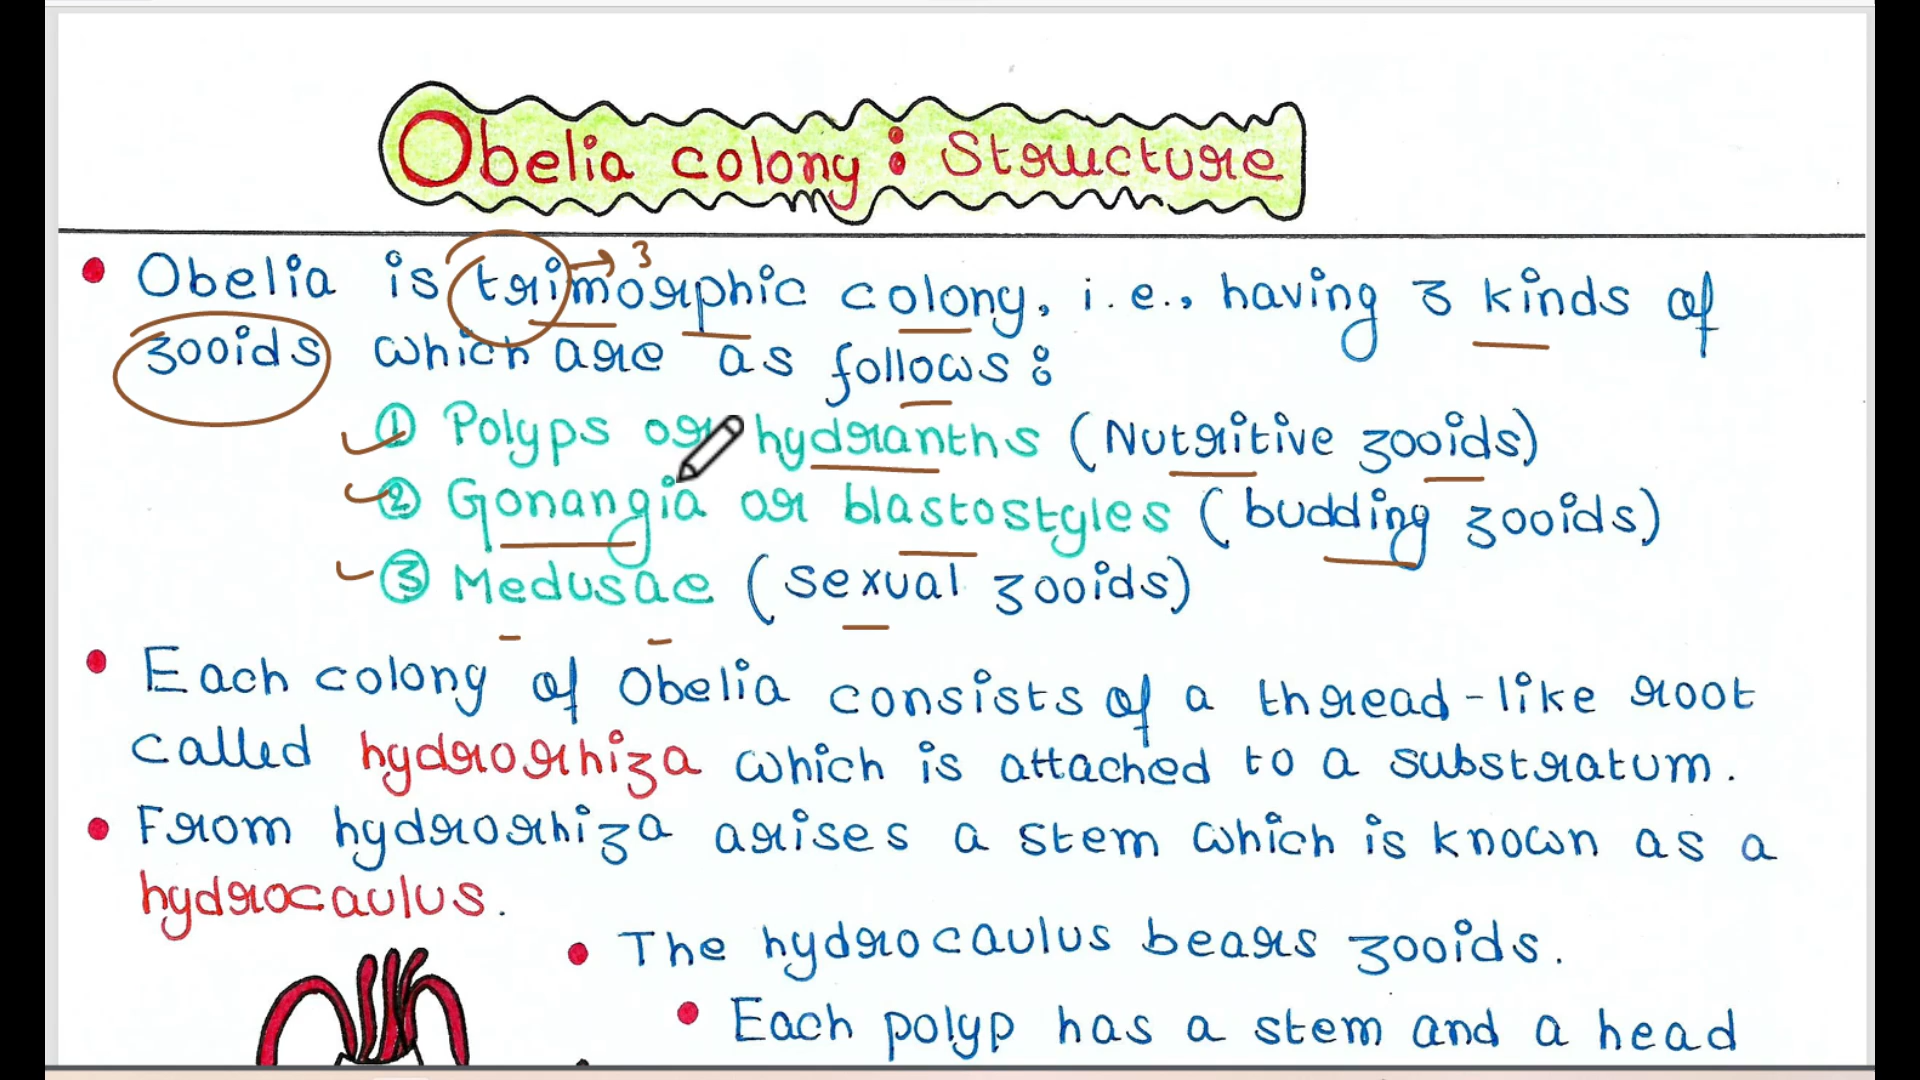 Obelia colony: Structure
3
• Obelia is trimorphic colony, i.e., having 3 kinds of
zooids which are as follows:
① Polyps or hydranths (Nutritive zooids)
② Gonangia or blastostyles (budding zooids)
③ Medusae (sexual zooids)
• Each colony of Obelia consists of a thread-like root
called hydrorhiza which is attached to a substratum.
• From hydrorhiza arises a stem which is known as a
hydrocaulus.
• The hydrocaulus bears zooids.
• Each polyp has a stem and a head